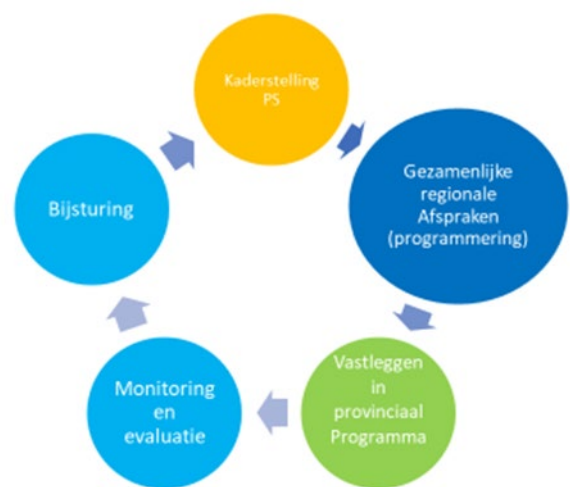 Kaderstelling
PS
Gezamenlijke
regionale
Afspraken
(programmering)
Vastleggen
in
provinciaal
Programma
Monitoring
en
evaluatie
Bijsturing